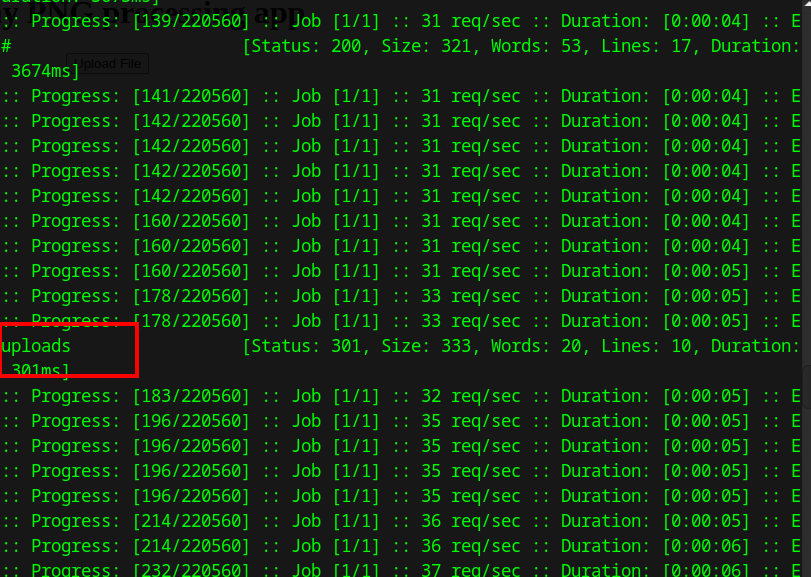 y PNG processing app
Upload File
:: Progress: [139/220560] :: Job [1/1] :: 31 req/sec :: Duration: [0:00:04] :: E
# [Status: 200, Size: 321, Words: 53, Lines: 17, Duration:
3674ms]
:: Progress: [141/220560] :: Job [1/1] :: 31 req/sec :: Duration: [0:00:04] :: E
:: Progress: [142/220560] :: Job [1/1] :: 31 req/sec :: Duration: [0:00:04] :: E
:: Progress: [142/220560] :: Job [1/1] :: 31 req/sec :: Duration: [0:00:04] :: E
:: Progress: [142/220560] :: Job [1/1] :: 31 req/sec :: Duration: [0:00:04] :: E
:: Progress: [142/220560] :: Job [1/1] :: 31 req/sec :: Duration: [0:00:04] :: E
:: Progress: [160/220560] :: Job [1/1] :: 31 req/sec :: Duration: [0:00:04] :: E
:: Progress: [160/220560] :: Job [1/1] :: 31 req/sec :: Duration: [0:00:04] :: E
:: Progress: [160/220560] :: Job [1/1] :: 31 req/sec :: Duration: [0:00:05] :: E
:: Progress: [178/220560] :: Job [1/1] :: 33 req/sec :: Duration: [0:00:05] :: E
:: Progress: [178/220560] :: Job [1/1] :: 33 req/sec :: Duration: [0:00:05] :: E
uploads [Status: 301, Size: 333, Words: 20, Lines: 10, Duration:
301ms]
:: Progress: [183/220560] :: Job [1/1] :: 32 req/sec :: Duration: [0:00:05] :: E
:: Progress: [196/220560] :: Job [1/1] :: 35 req/sec :: Duration: [0:00:05] :: E
:: Progress: [196/220560] :: Job [1/1] :: 35 req/sec :: Duration: [0:00:05] :: E
:: Progress: [196/220560] :: Job [1/1] :: 35 req/sec :: Duration: [0:00:05] :: E
:: Progress: [196/220560] :: Job [1/1] :: 35 req/sec :: Duration: [0:00:05] :: E
:: Progress: [214/220560] :: Job [1/1] :: 36 req/sec :: Duration: [0:00:05] :: E
:: Progress: [214/220560] :: Job [1/1] :: 36 req/sec :: Duration: [0:00:06] :: E
:: Progress: [232/220560] :: Job [1/1] :: 37 req/sec :: Duration: [0:00:06] :: E